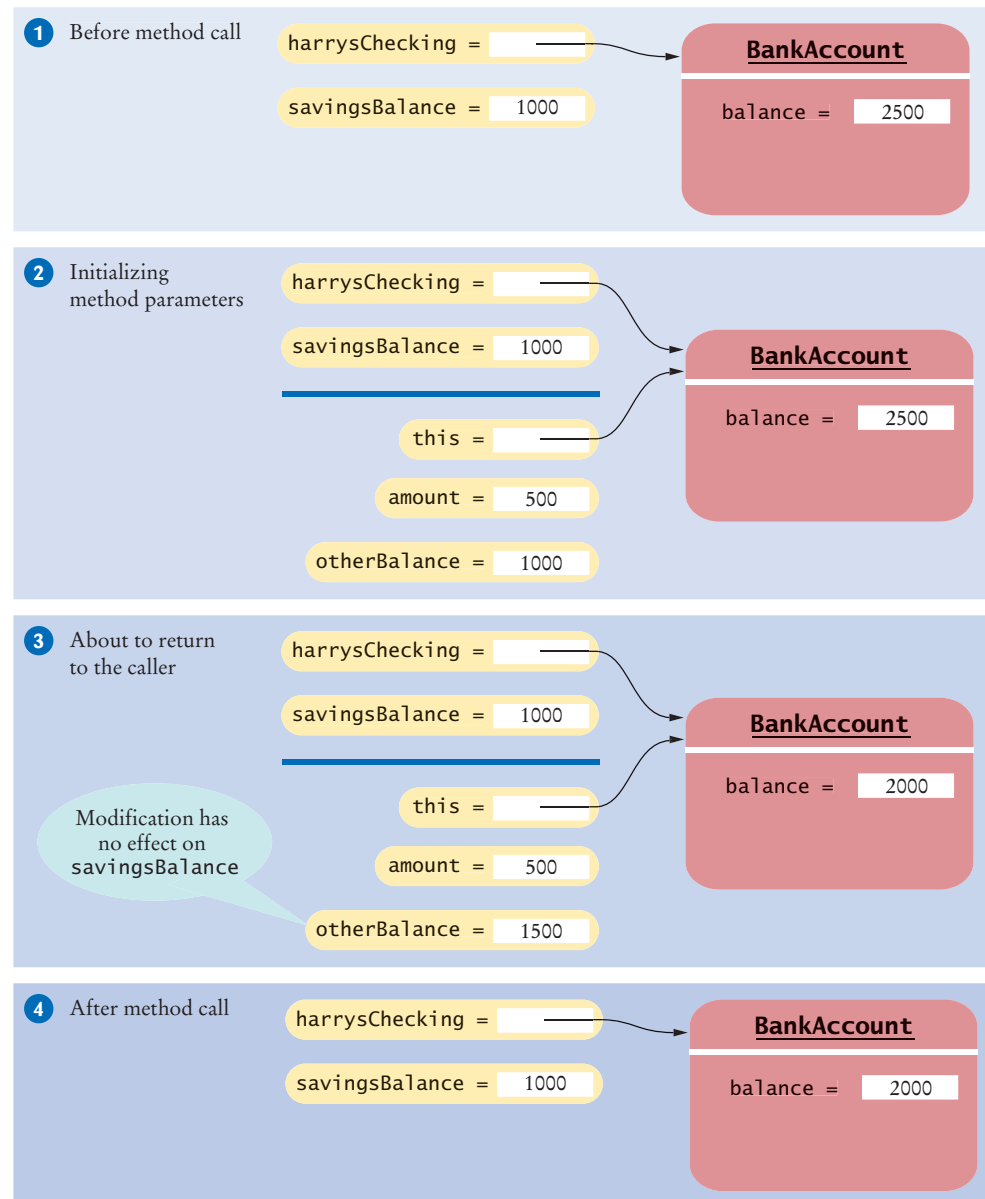 1 Before method call
harrysChecking =
savingsBalance = 1000
BankAccount
balance = 2500
2 Initializing
method parameters
harrysChecking =
savingsBalance = 1000
this =
amount = 500
otherBalance = 1000
BankAccount
balance = 2500
3 About to return
to the caller
harrysChecking =
savingsBalance = 1000
this =
amount = 500
otherBalance = 1500
Modification has
no effect on
savingsBalance
BankAccount
balance = 2000
4 After method call
harrysChecking =
savingsBalance = 1000
BankAccount
balance = 2000